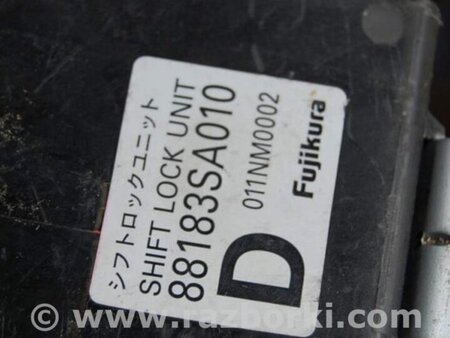 シフトロックユニット
SHIFT LOCK UNIT
88183SA010
D
011NM0002
Fujikura
© www.razborki.com